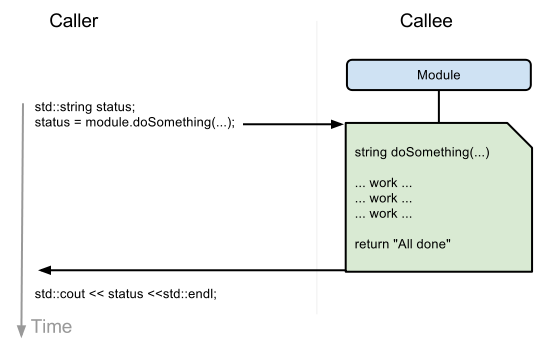 Caller
Callee
Module
std::string status;
status = module.doSomething(...);
string doSomething(...)
... work ...
... work ...
... work ...
return "All done"
std::cout << status <<std::endl;
Time